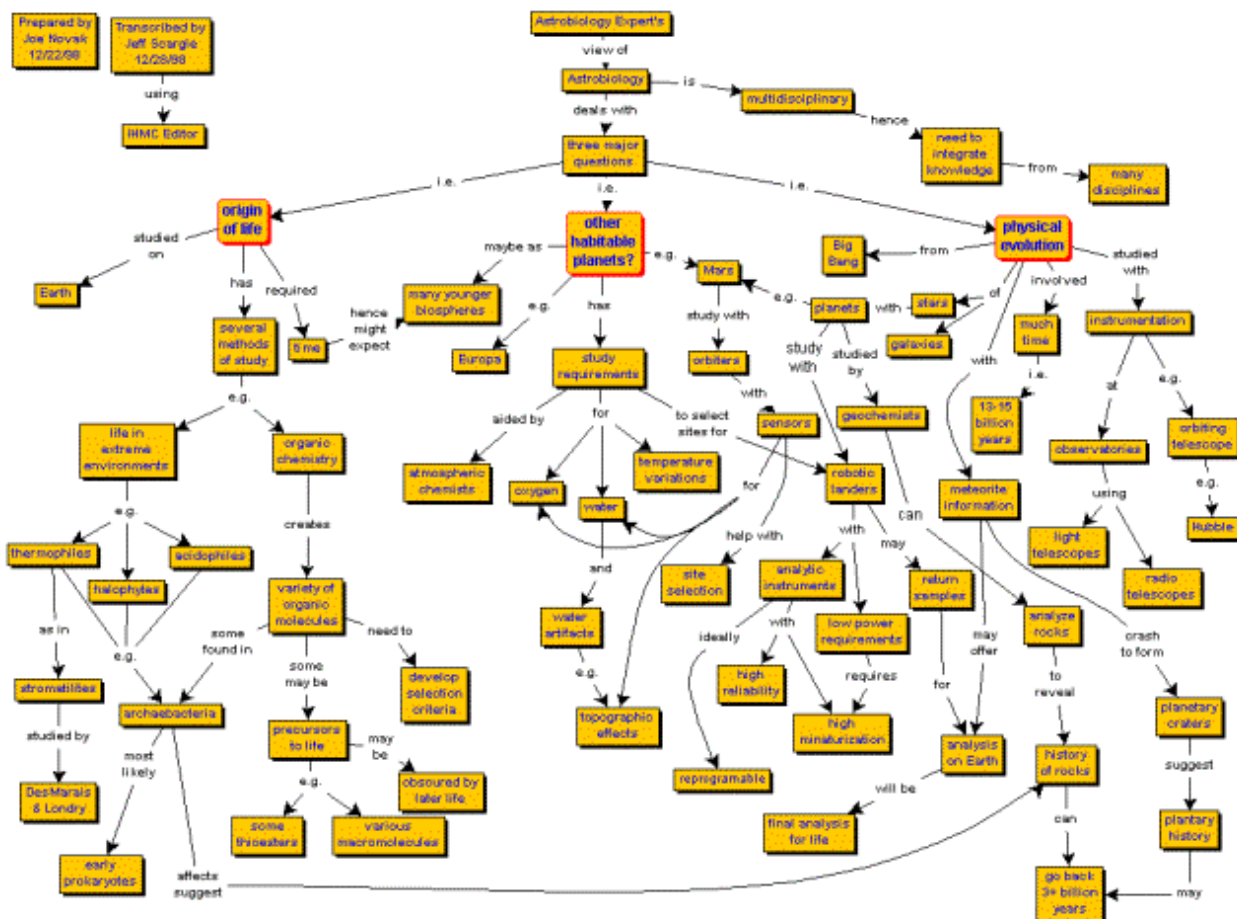 Prepared by
Joe Novak
12/22/98
Transcribed by
Jeff Scargle
12/28/98
using
IHMC Editor
Astrobiology Expert's
view of
Astrobiology
is
multidisciplinary
hence
need to
integrate
knowledge
from
many
disciplines
deals with
three major
questions
i.e.
i.e.
i.e.
origin
of life
other
habitable
planets?
physical
evolution
studied
on
Earth
has
required
several
methods
of study
time
hence
might
expect
maybe as
many younger
biospheres
e.g.
Europa
has
study
requirements
e.g.
Mars
study with
orbiters
with
sensors
e.g.
planets
with
stars
of
galaxies
from
Big
Bang
study
with
studied
by
geochemists
involved
much
time
i.e.
13-15
billion
years
with
studied
with
instrumentation
at
observatories
e.g.
orbiting
telescope
e.g.
Hubble
using
light
telescopes
radio
telescopes
e.g.
life in
extreme
environments
organic
chemistry
aided by
atmospheric
chemists
for
oxygen
water
temperature
variations
to select
sites for
robotic
landers
for
can
meteorite
information
e.g.
thermophiles
halophytes
acidophiles
creates
variety of
organic
molecules
and
water
artifacts
e.g.
topographic
effects
help with
site
selection
with
analytic
instruments
may
return
samples
ideally
with
low power
requirements
high
reliability
requires
high
minaturization
reprogramable
for
may
offer
analysis
on Earth
will be
final analysis
for life
analyze
rocks
to
reveal
history
of rocks
can
go back
3+ billion
years
crash
to form
planetary
craters
suggest
plantary
history
may
as in
stromatilites
studied by
DesMarais
& Londry
e.g.
archaebacteria
most
likely
early
prokaryotes
affects
suggest
some
found in
some
may be
need to
develop
selection
criteria
precursors
to life
may
be
obsoured by
later life
e.g.
some
thioesters
various
macromolecules